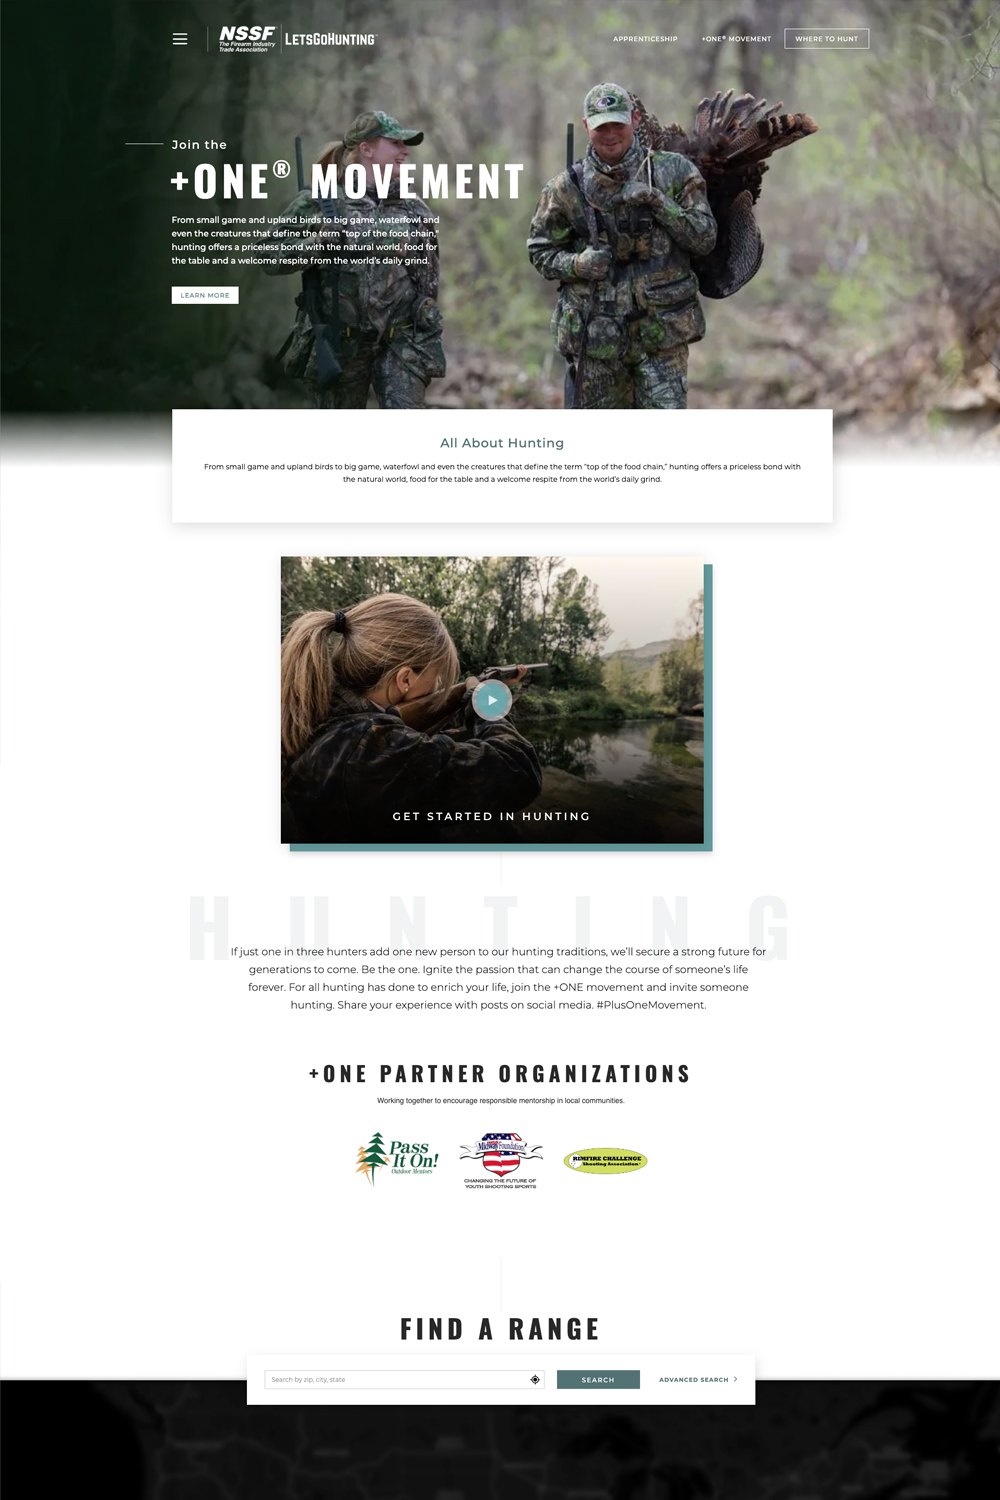 NSSF
The Firearm Industry
Trade Association
LETSGOHUNTING
APPRENTICESHIP
+ONE® MOVEMENT
WHERE TO HUNT
Join the
+ONE® MOVEMENT
From small game and upland birds to big game, waterfowl and
even the creatures that define the term “top of the food chain,”
hunting offers a priceless bond with the natural world, food for
the table and a welcome respite from the world’s daily grind.
LEARN MORE
All About Hunting
From small game and upland birds to big game, waterfowl and even the creatures that define the term “top of the food chain,” hunting offers a priceless bond with
the natural world, food for the table and a welcome respite from the world’s daily grind.
GET STARTED IN HUNTING
HUNTING
If just one in three hunters add one new person to our hunting traditions, we’ll secure a strong future for
generations to come. Be the one. Ignite the passion that can change the course of someone’s life
forever. For all hunting has done to enrich your life, join the +ONE movement and invite someone
hunting. Share your experience with posts on social media. #PlusOneMovement.
+ONE PARTNER ORGANIZATIONS
Working together to encourage responsible mentorship in local communities.
Pass
It On!
Outdoor Mentors
MidwayUSA Foundation
CHANGING THE FUTURE OF
YOUTH SHOOTING SPORTS
RIMFIRE CHALLENGE
Shooting Association
FIND A RANGE
Search by zip, city, state
SEARCH
ADVANCED SEARCH